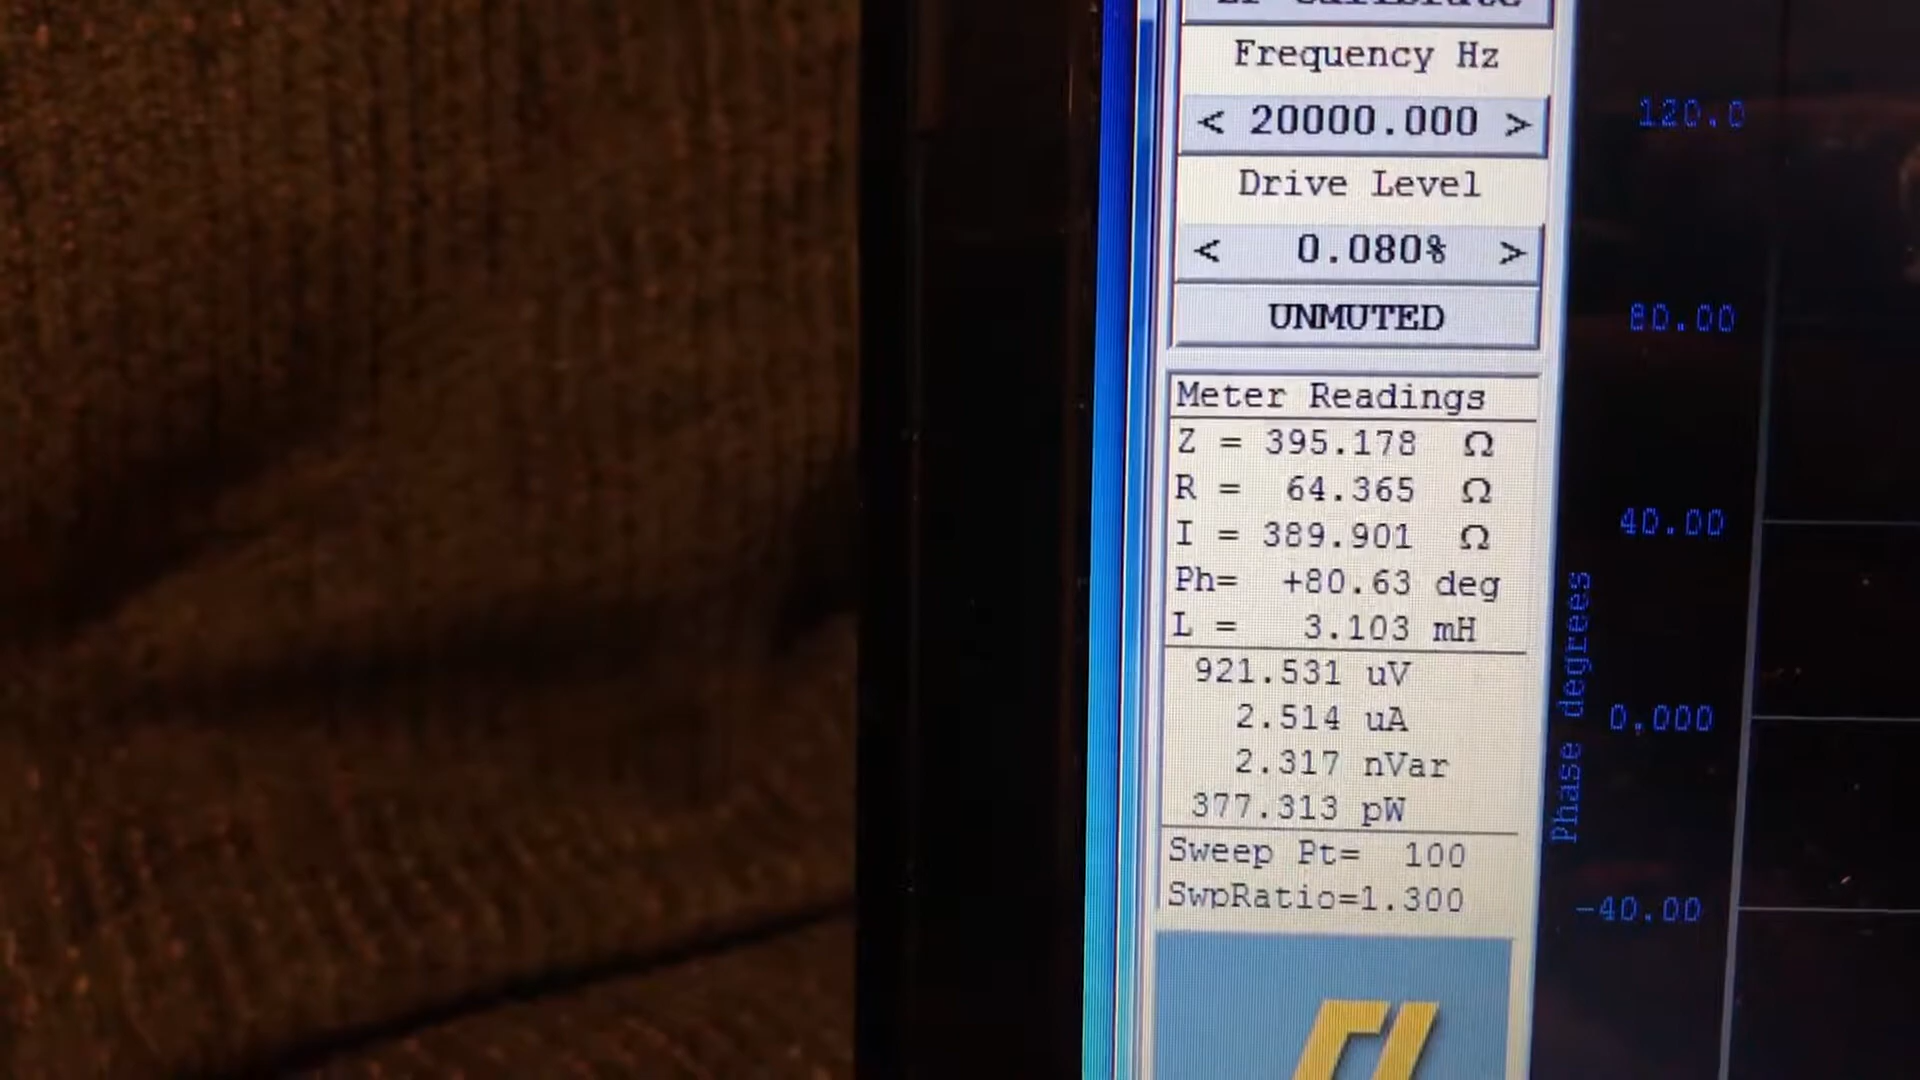 Frequency Hz
< 20000.000 >
Drive Level
< 0.080% >
UNMUTED
Meter Readings
Z = 395.178 Ω
R = 64.365 Ω
I = 389.901 Ω
Ph= +80.63 deg
L = 3.103 mH
921.531 uV
2.514 uA
2.317 nVar
377.313 pW
Sweep Pt= 100
SwpRatio=1.300
120.0
80.00
40.00
0.000
-40.00
Phase degrees